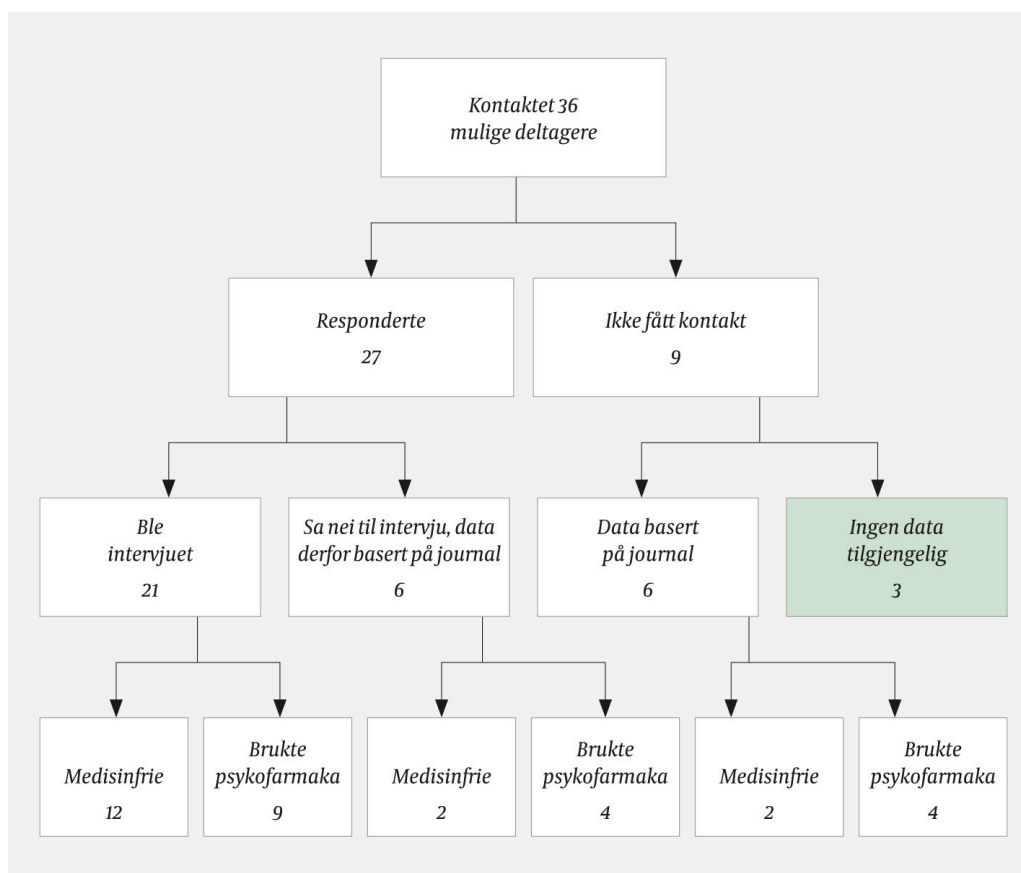 Kontaktet 36
mulige deltagere
Responderte
27
Ikke fått kontakt
9
Ble
intervjuet
21
Sa nei til intervju, data
derfor basert på journal
6
Data basert
på journal
6
Ingen data
tilgjengelig
3
Medisinfrie
12
Brukte
psykofarmaka
9
Medisinfrie
2
Brukte
psykofarmaka
4
Medisinfrie
2
Brukte
psykofarmaka
4